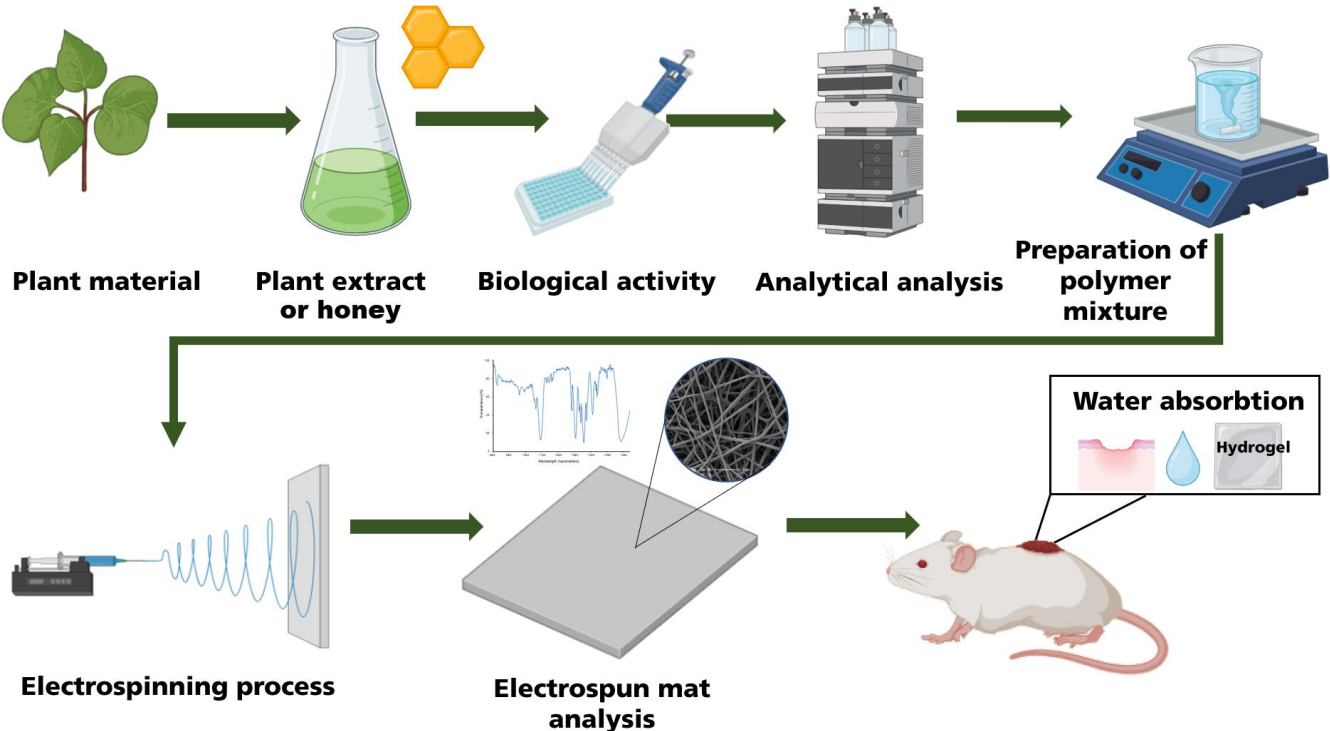 Plant material
Plant extract
or honey
Biological activity
Analytical analysis
Preparation of
polymer
mixture
Water absorbtion
Hydrogel
Electrospinning process
Electrospun mat
analysis